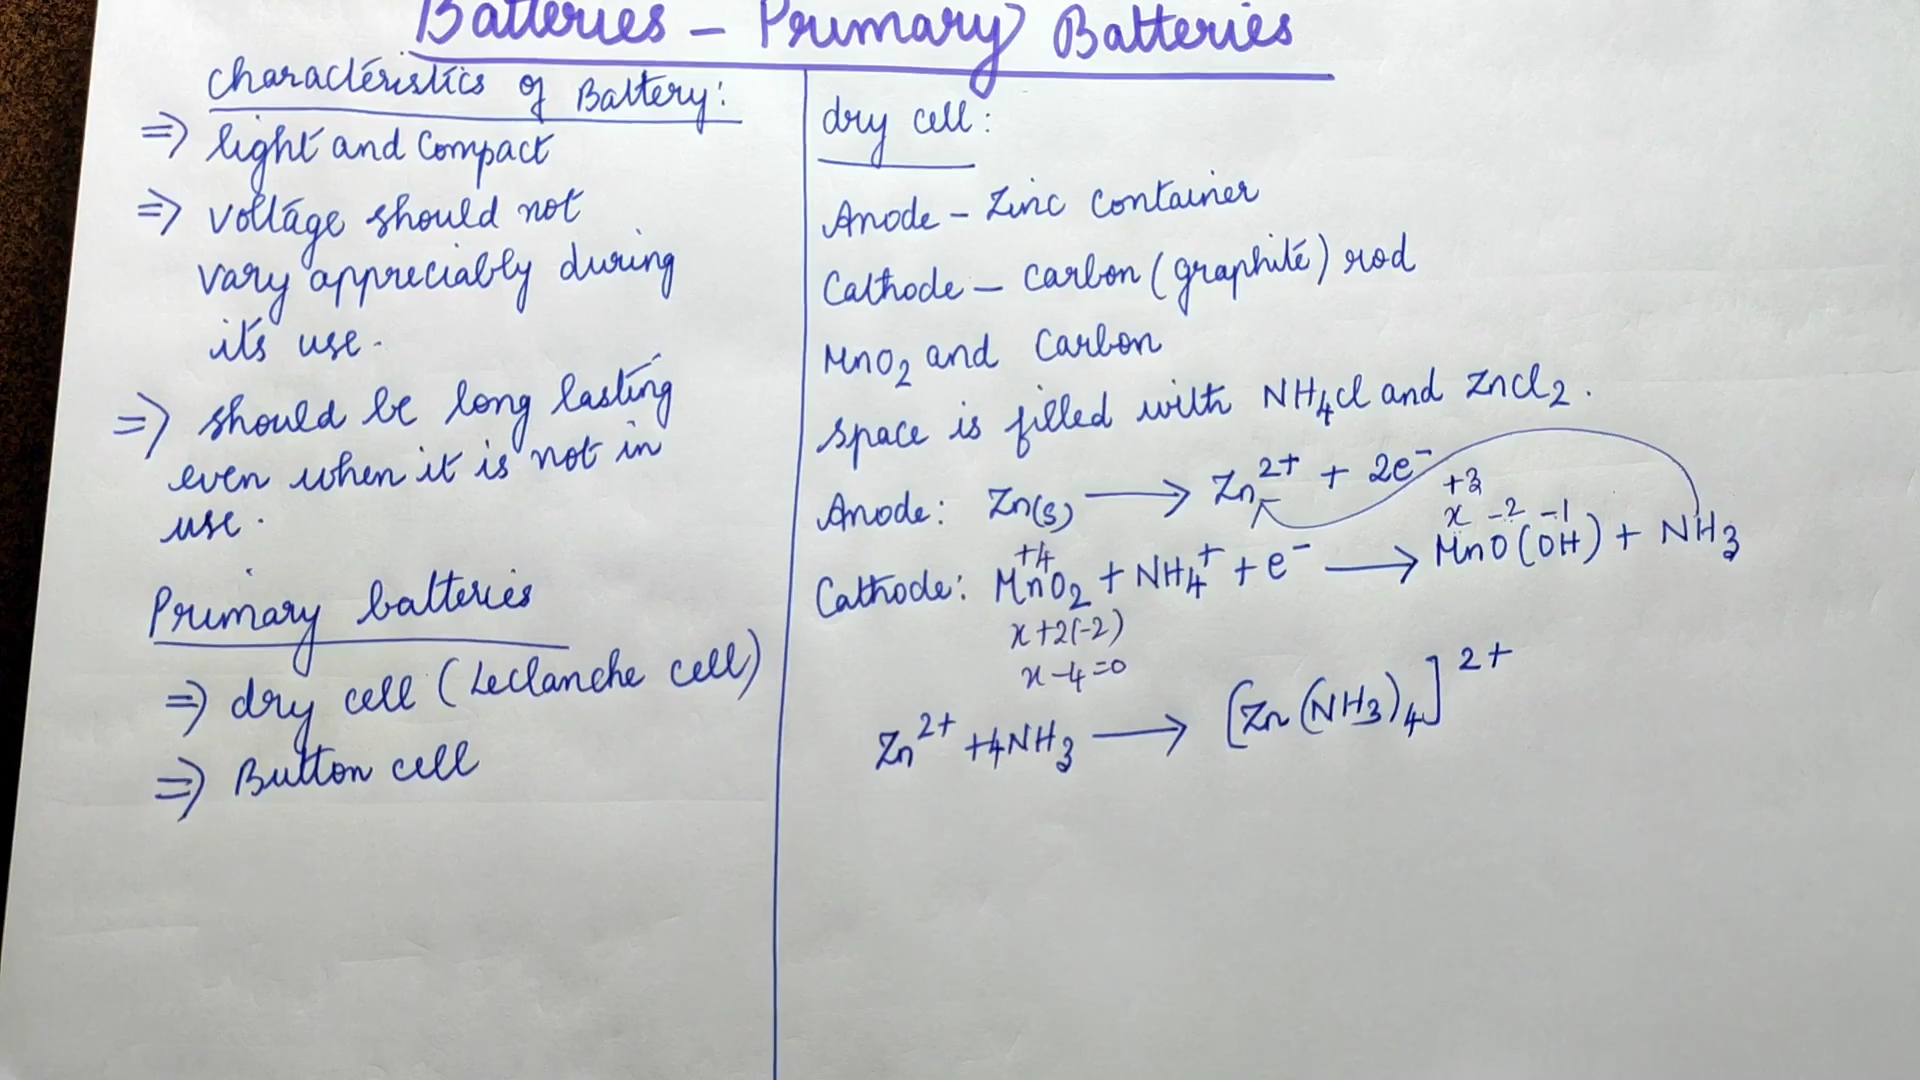 Batteries – Primary Batteries
Characteristics of Battery:
⇒ light and compact
⇒ voltage should not
vary appreciably during
its use.
⇒ should be long lasting
even when it is not in
use.
Primary batteries
⇒ dry cell (Leclanche cell)
⇒ Button cell
dry cell:
Anode – Zinc container
Cathode – Carbon (graphite) rod
MnO2 and Carbon
space is filled with NH4Cl and ZnCl2.
Anode: Zn(s) ⟶ Zn2+ + 2e-
+3
x -2 -1
+4
Cathode: MnO2 + NH4+ + e- ⟶ MnO(OH) + NH3
x+2(-2)
x-4=0
Zn2+ + 4NH3 ⟶ [Zn(NH3)4]2+